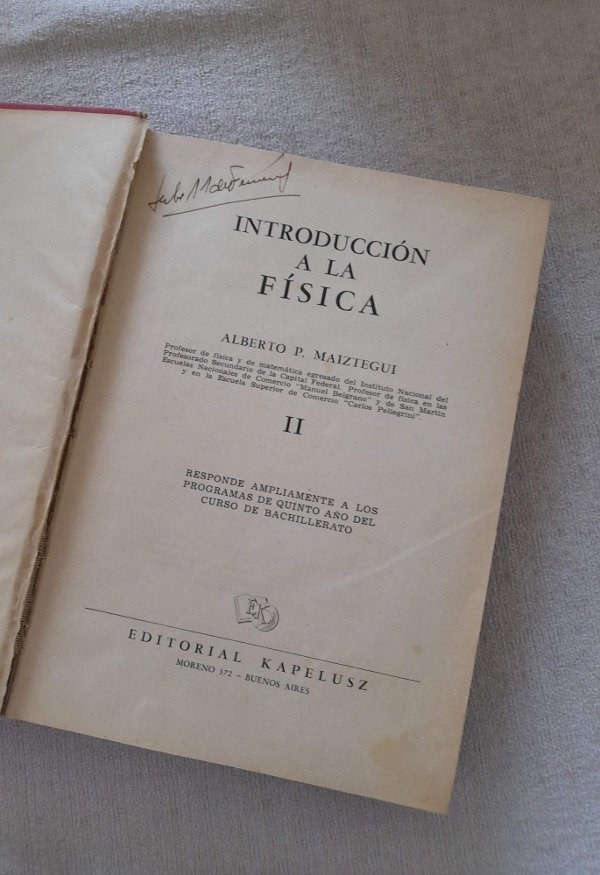 INTRODUCCIÓN
A LA
FÍSICA
ALBERTO P. MAIZTEGUI
Profesor de física y de matemática egresado del Instituto Nacional del
Profesorado Secundario de la Capital Federal. Profesor de física en las
Escuelas Nacionales de Comercio "Manuel Belgrano" y de San Martín
y en la Escuela Superior de Comercio "Carlos Pellegrini".
II
RESPONDE AMPLIAMENTE A LOS
PROGRAMAS DE QUINTO AÑO DEL
CURSO DE BACHILLERATO
EK
EDITORIAL KAPELUSZ
MORENO 372 - BUENOS AIRES